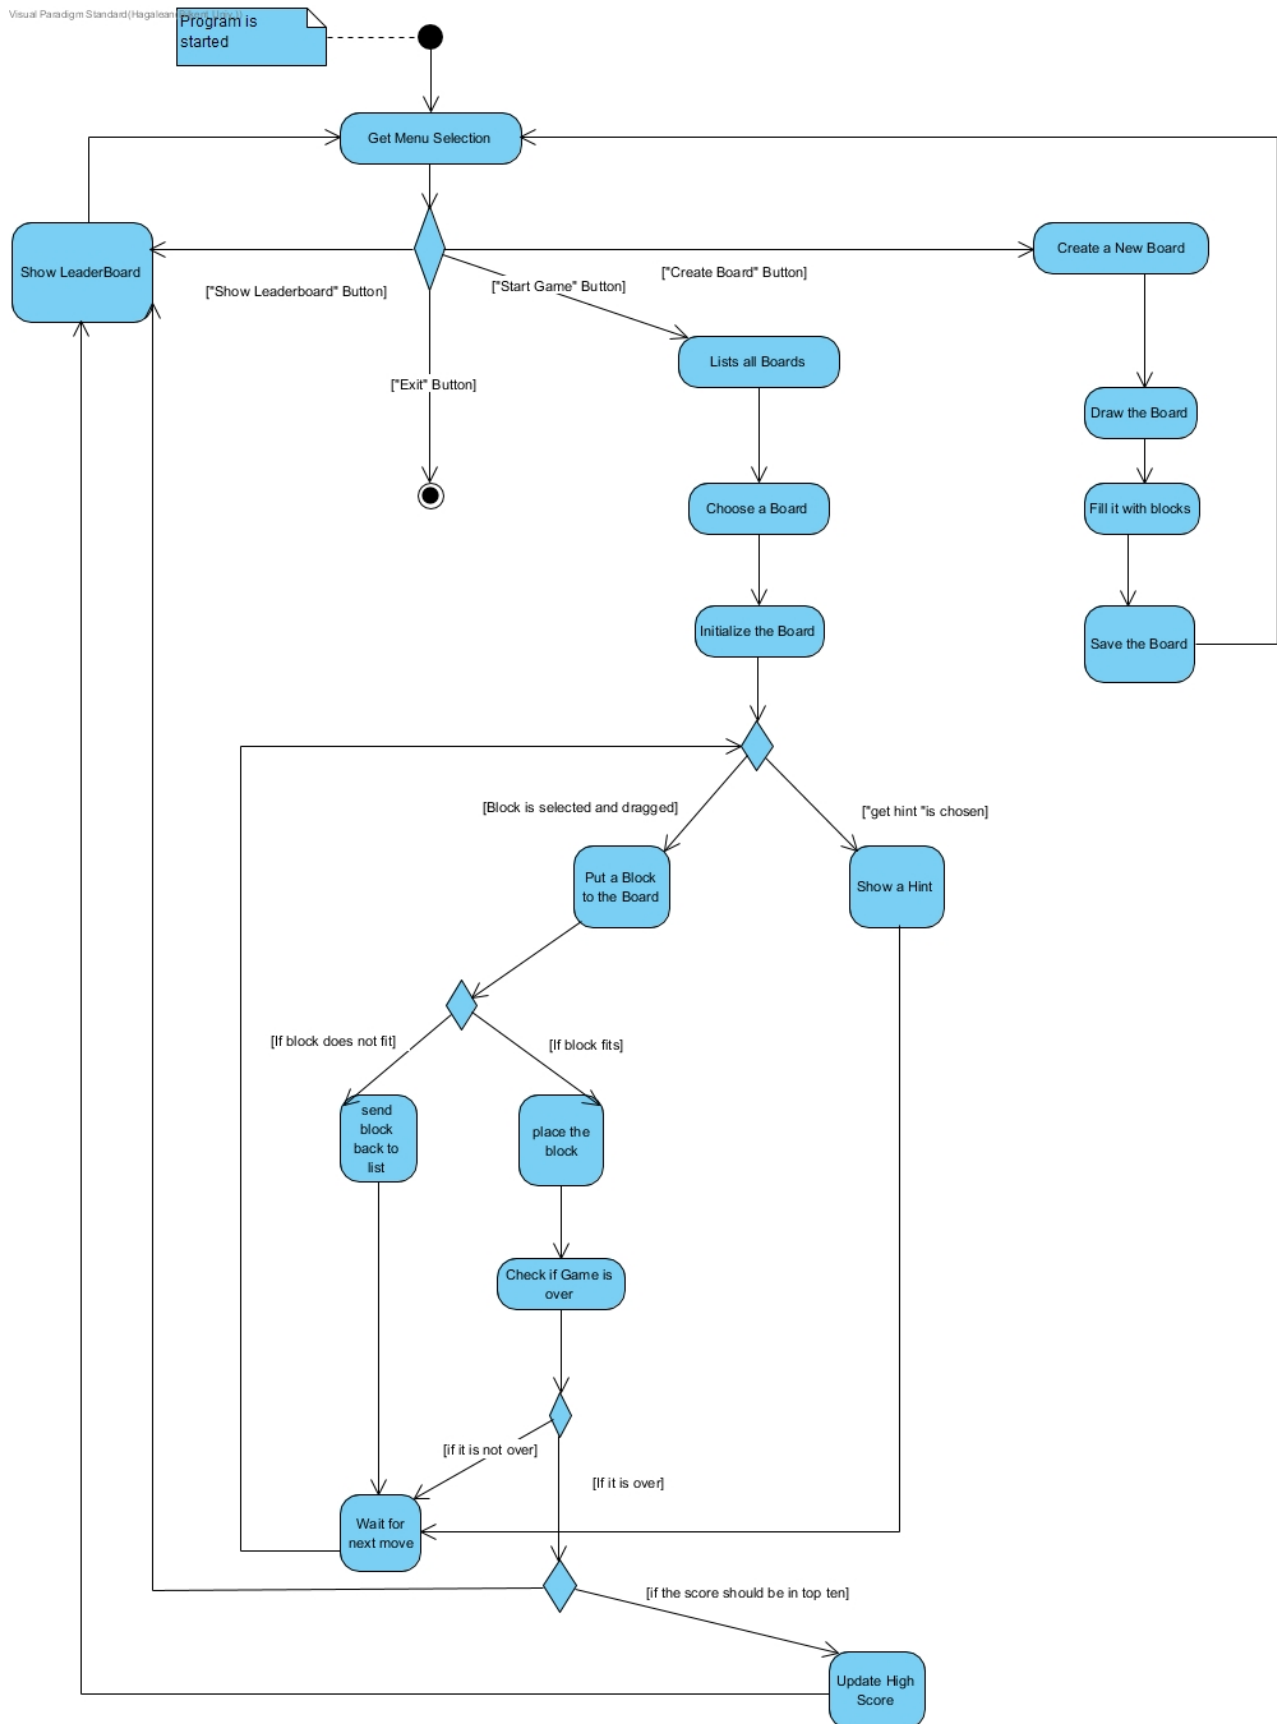 Visual Paradigm Standard(Hagalean
Program is
started
Get Menu Selection
Show LeaderBoard
Create a New Board
["Show Leaderboard" Button]
["Start Game" Button]
["Create Board" Button]
Lists all Boards
["Exit" Button]
Draw the Board
Choose a Board
Fill it with blocks
Initialize the Board
Save the Board
[Block is selected and dragged]
["get hint "is chosen]
Put a Block
to the Board
Show a Hint
[If block does not fit]
[If block fits]
send
block
back to
list
place the
block
Check if Game is
over
[if it is not over]
[If it is over]
Wait for
next move
[if the score should be in top ten]
Update High
Score